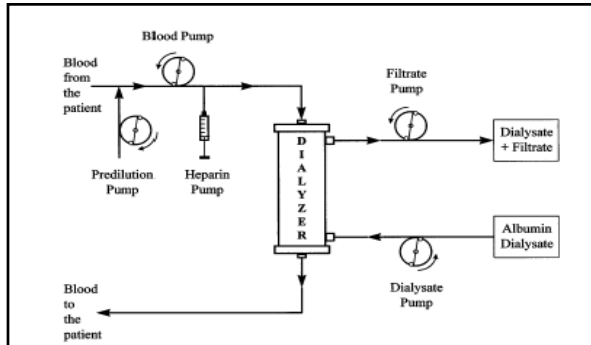 Blood Pump
Blood
from
the
patient
Filtrate
Pump
Dialysate
+ Filtrate
Predilution
Pump
Heparin
Pump
DIALYZER
Albumin
Dialysate
Dialysate
Pump
Blood
to
the
patient